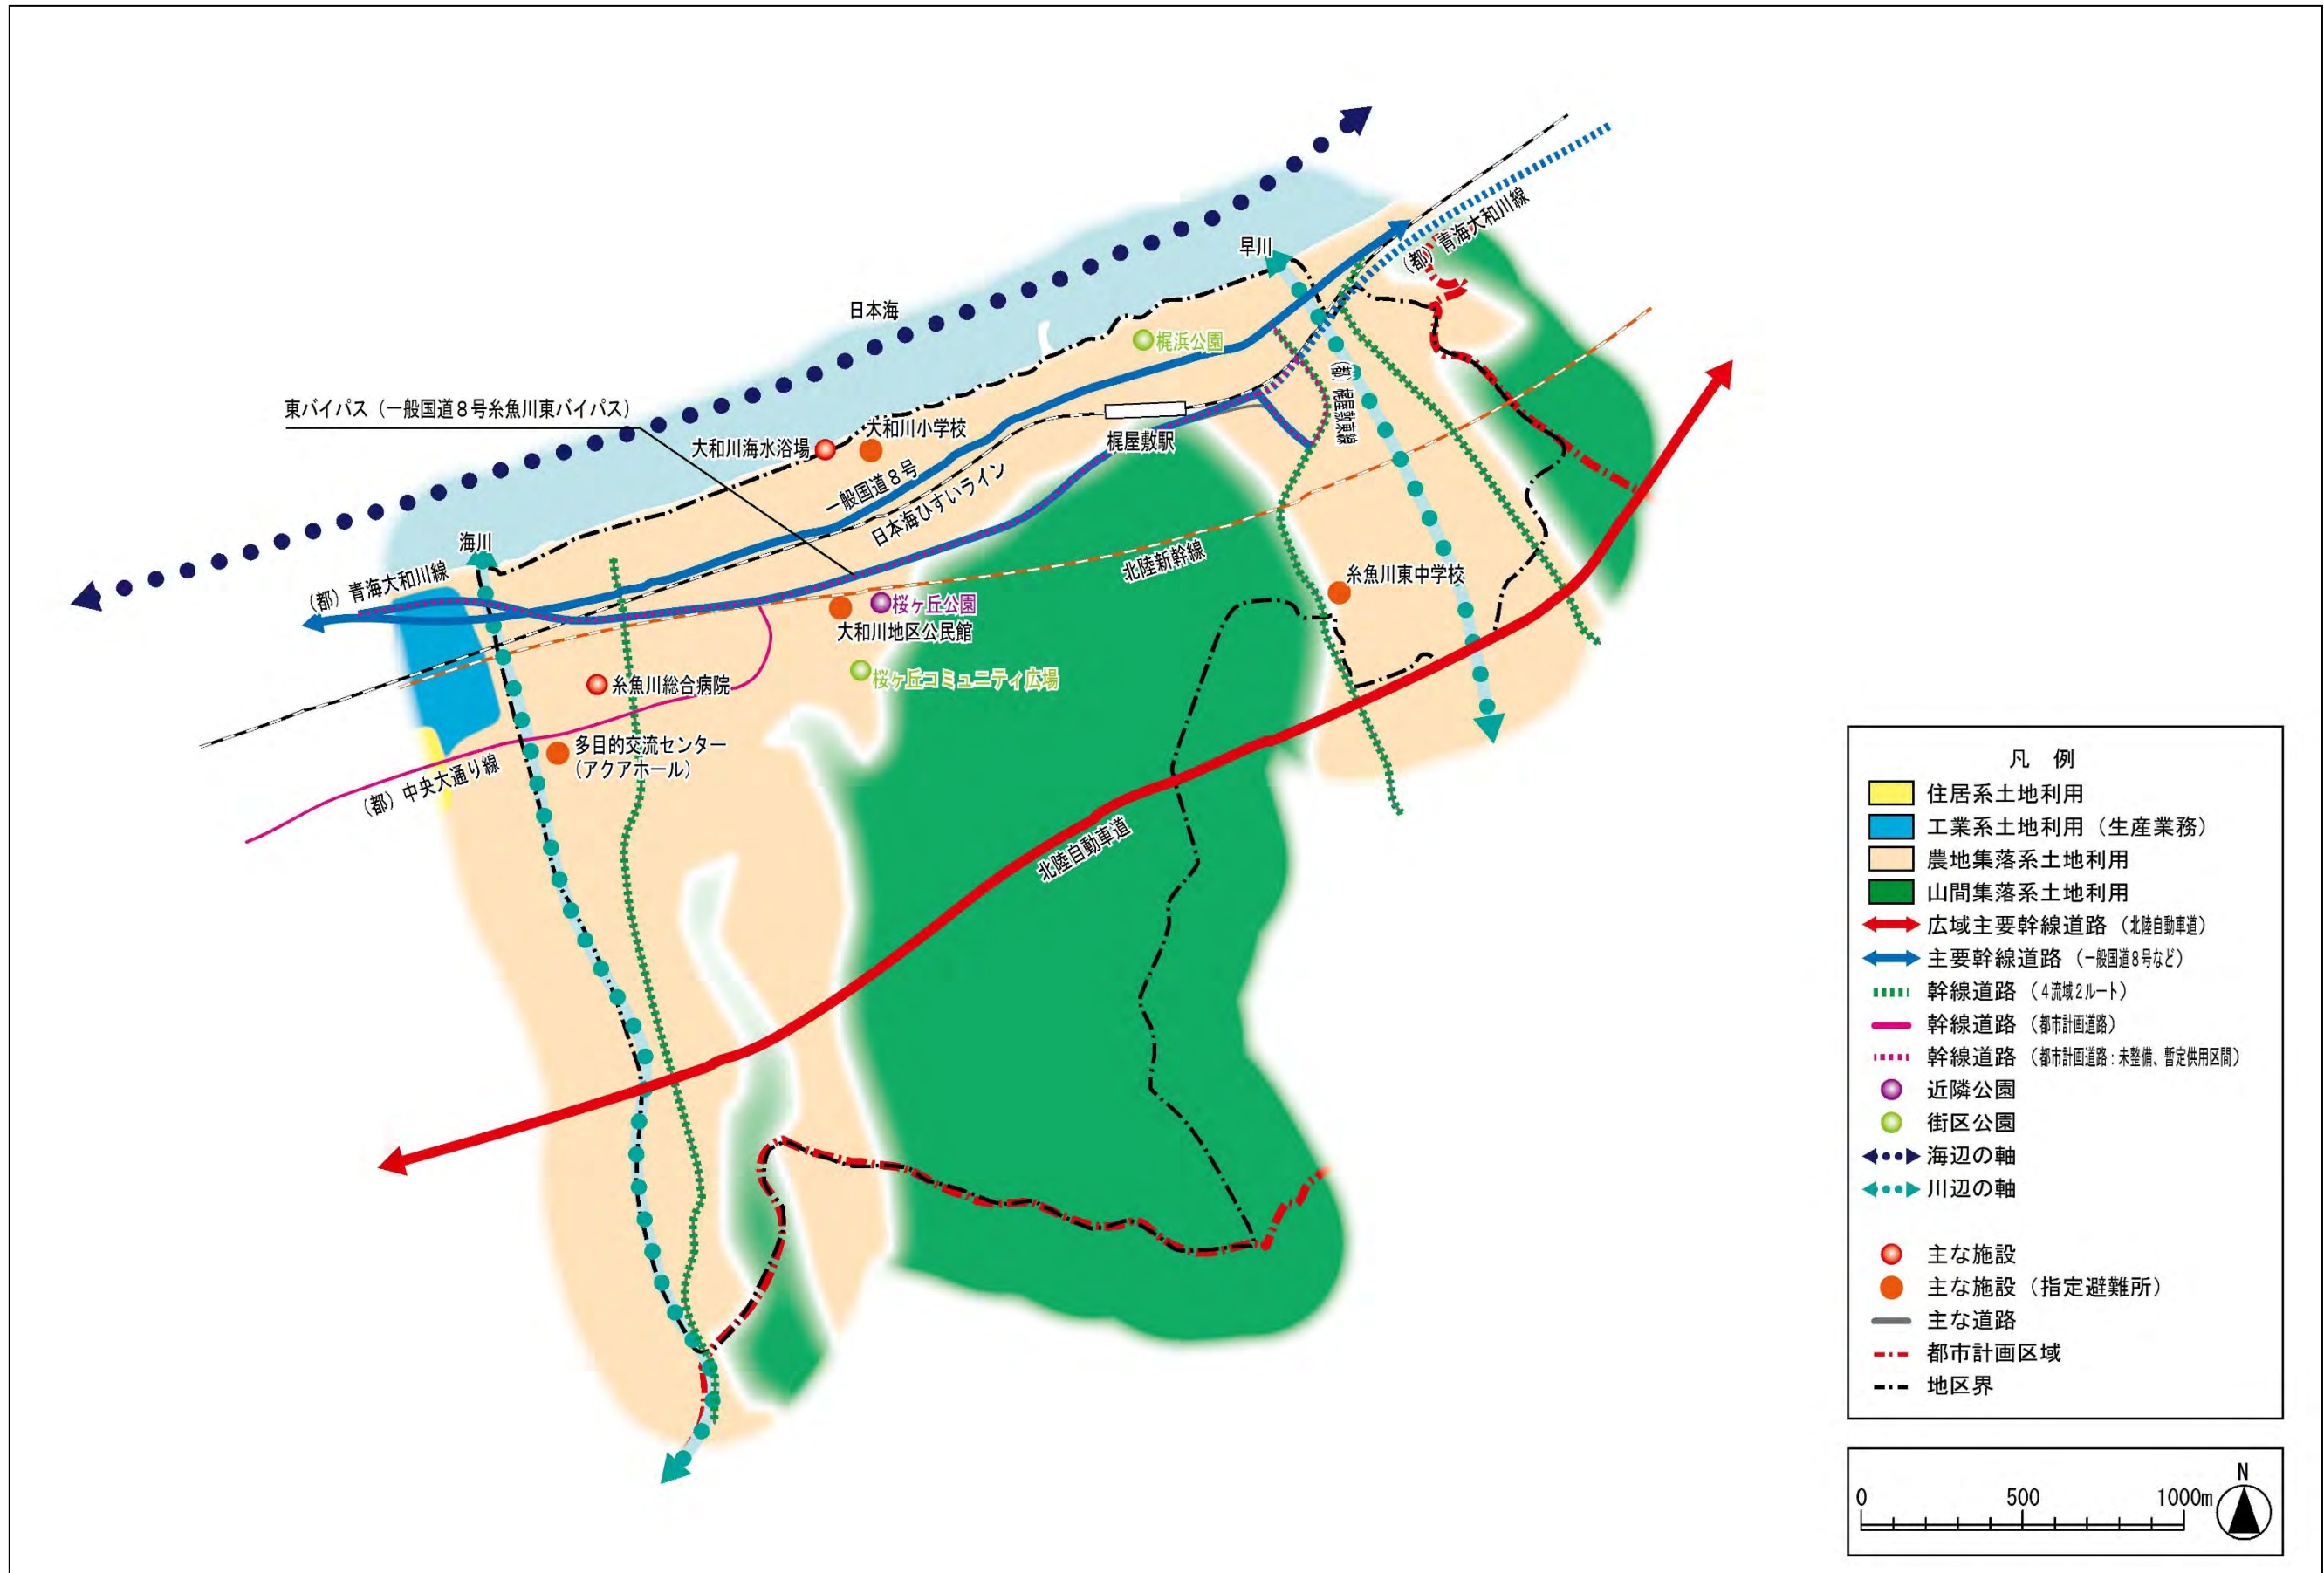 早川
(都) 青海大和川線
日本海
梶浜公園
(都) 梶屋敷東線
東バイパス（一般国道８号糸魚川東バイパス）
大和川小学校
大和川海水浴場
梶屋敷駅
一般国道８号
日本海ひすいライン
海川
北陸新幹線
糸魚川東中学校
(都) 青海大和川線
桜ヶ丘公園
大和川地区公民館
桜ヶ丘コミュニティ広場
糸魚川総合病院
多目的交流センター
（アクアホール）
(都) 中央大通り線
北陸自動車道
凡　例
住居系土地利用
工業系土地利用（生産業務）
農地集落系土地利用
山間集落系土地利用
広域主要幹線道路（北陸自動車道）
主要幹線道路（一般国道８号など）
幹線道路（４流域２ルート）
幹線道路（都市計画道路）
幹線道路（都市計画道路：未整備、暫定供用区間）
近隣公園
街区公園
海辺の軸
川辺の軸
主な施設
主な施設（指定避難所）
主な道路
都市計画区域
地区界
0 500 1000m
N